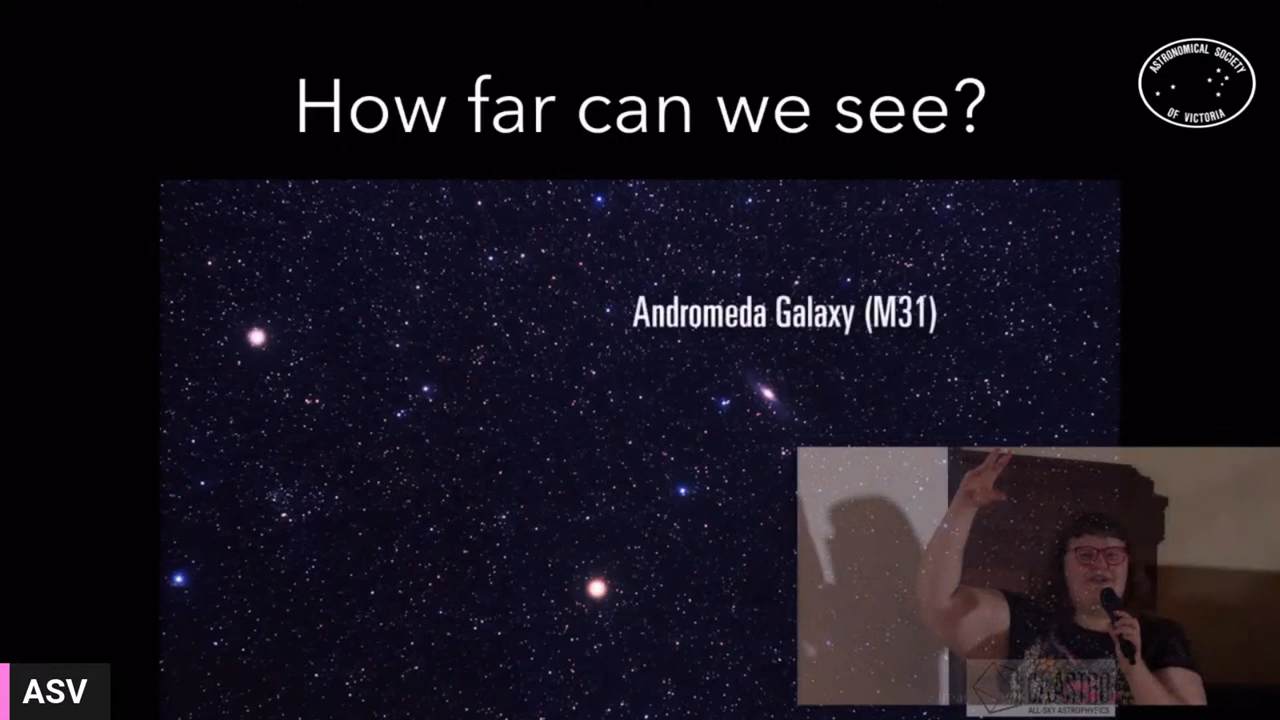 How far can we see?
ASTRONOMICAL SOCIETY
OF VICTORIA
Andromeda Galaxy (M31)
ALL-SKY ASTROPHYSICS
ASV